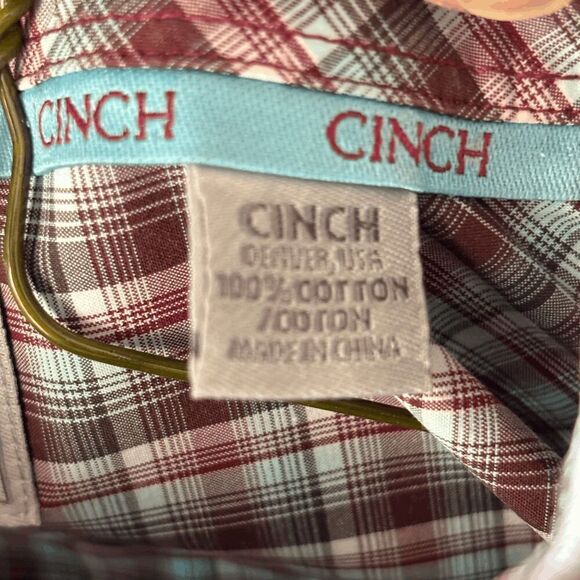 CINCH CINCH
CINCH
DENVER, USA
100% COTTON
/COTON
MADE IN CHINA